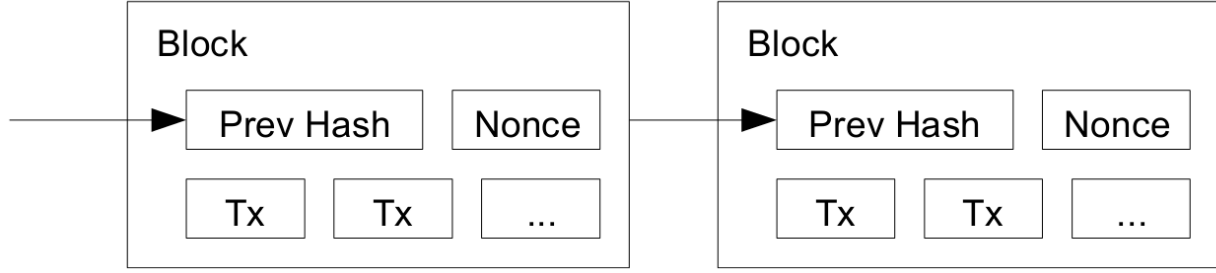 Block
Prev Hash
Nonce
Tx
Tx
...
Block
Prev Hash
Nonce
Tx
Tx
...